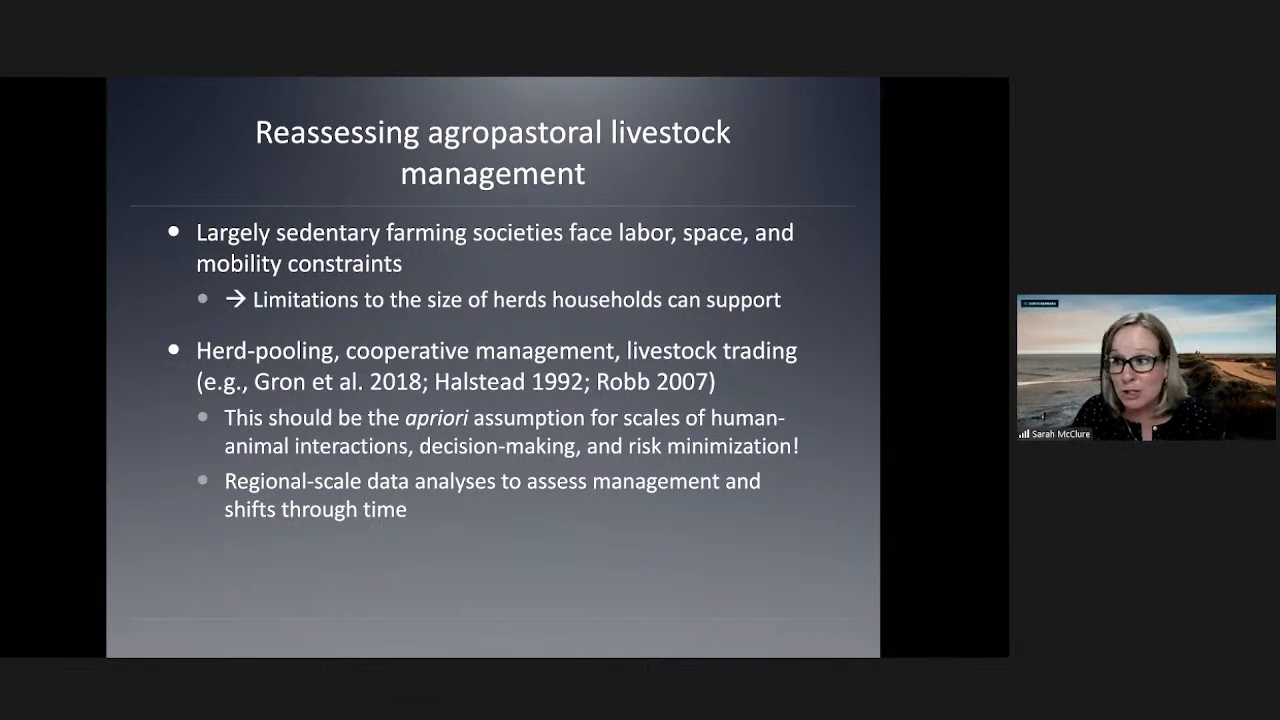 Reassessing agropastoral livestock
management
• Largely sedentary farming societies face labor, space, and
mobility constraints
• → Limitations to the size of herds households can support
• Herd-pooling, cooperative management, livestock trading
(e.g., Gron et al. 2018; Halstead 1992; Robb 2007)
• This should be the apriori assumption for scales of human-
animal interactions, decision-making, and risk minimization!
• Regional-scale data analyses to assess management and
shifts through time
Sarah McClure